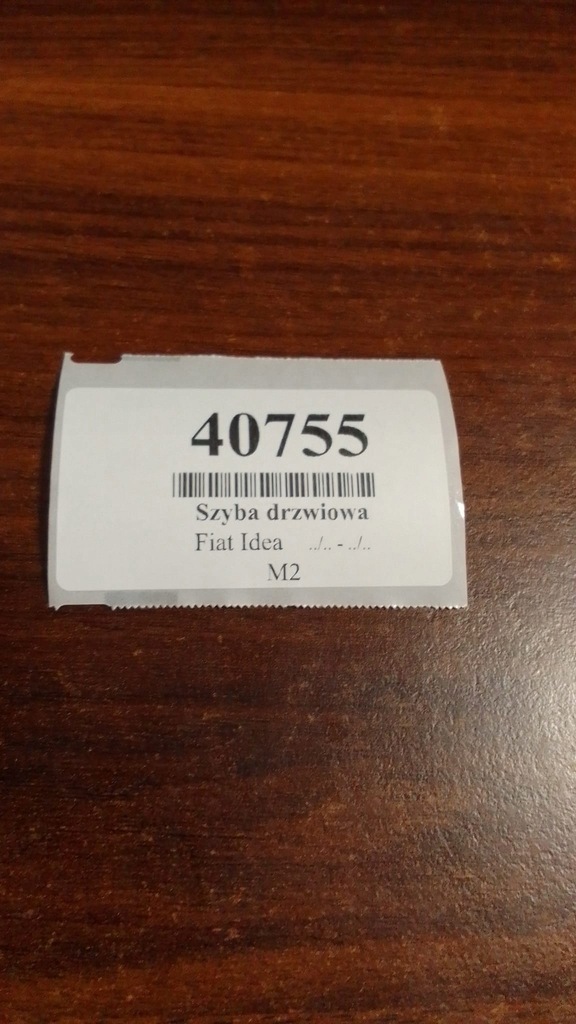 40755
Szyba drzwiowa
Fiat Idea ../.. - ../..
M2